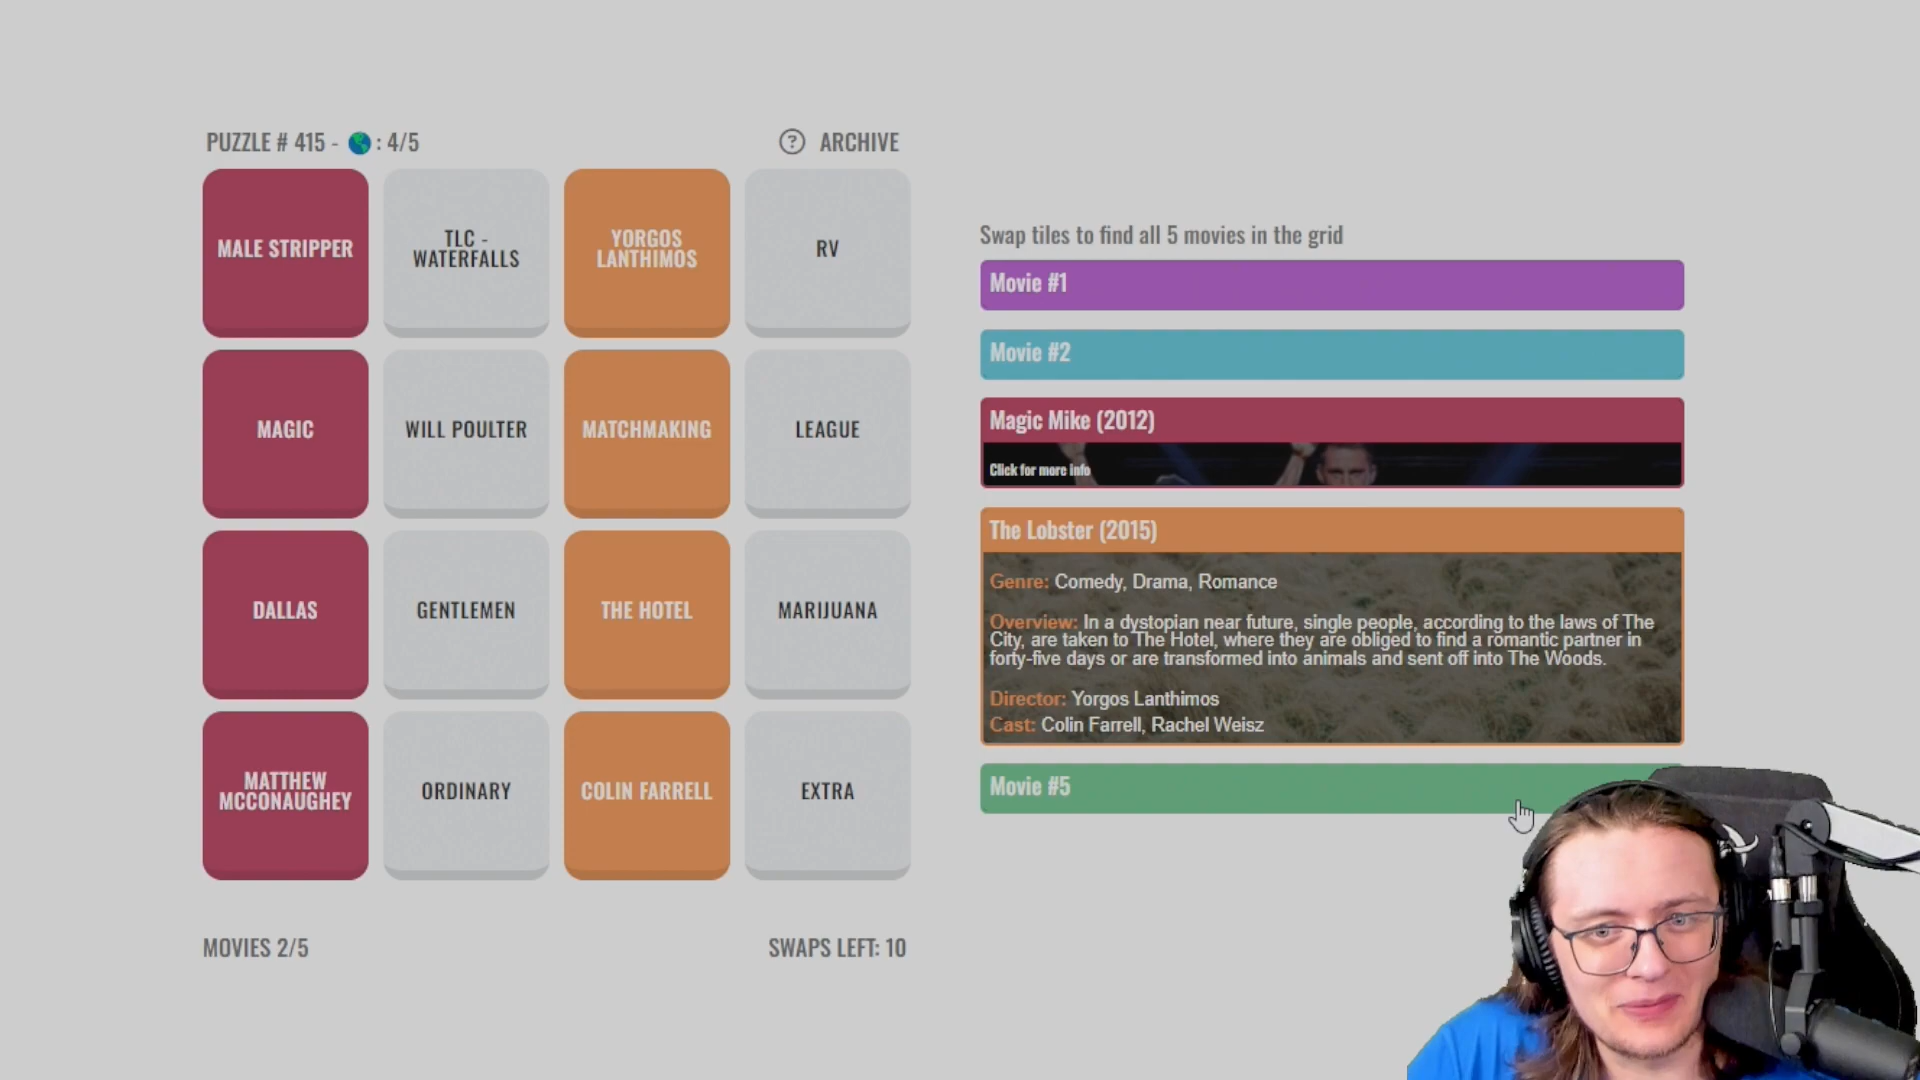 PUZZLE # 415 - 🌎 : 4/5
? ARCHIVE
MALE STRIPPER
TLC -
WATERFALLS
YORGOS
LANTHIMOS
RV
MAGIC
WILL POULTER
MATCHMAKING
LEAGUE
DALLAS
GENTLEMEN
THE HOTEL
MARIJUANA
MATTHEW
MCCONAUGHEY
ORDINARY
COLIN FARRELL
EXTRA
MOVIES 2/5
SWAPS LEFT: 10
Swap tiles to find all 5 movies in the grid
Movie #1
Movie #2
Magic Mike (2012)
Click for more info
The Lobster (2015)
Genre: Comedy, Drama, Romance
Overview: In a dystopian near future, single people, according to the laws of The
City, are taken to The Hotel, where they are obliged to find a romantic partner in
forty-five days or are transformed into animals and sent off into The Woods.
Director: Yorgos Lanthimos
Cast: Colin Farrell, Rachel Weisz
Movie #5